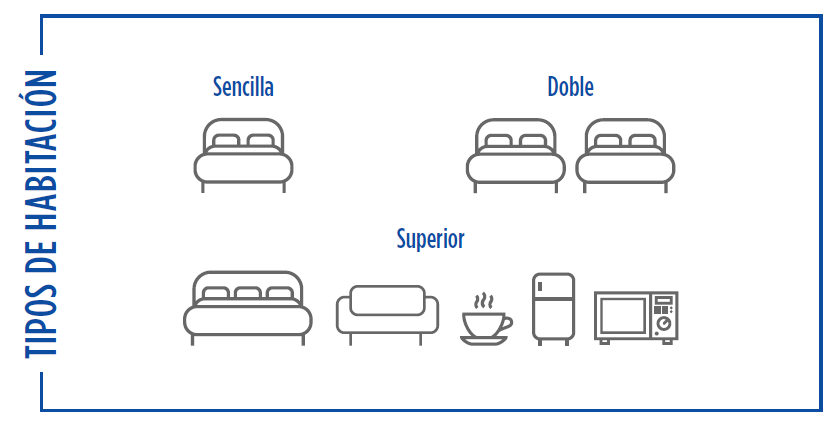 TIPOS DE HABITACIÓN
Sencilla
Doble
Superior